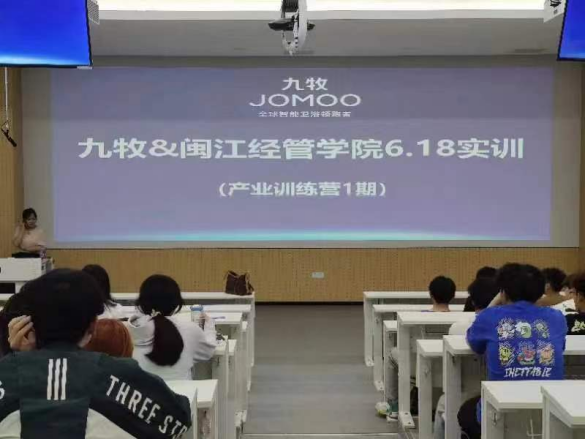 九牧
JOMOO
全球智能卫浴领跑者
九牧&闽江经管学院6.18实训
(产业训练营1期)
THREE STR